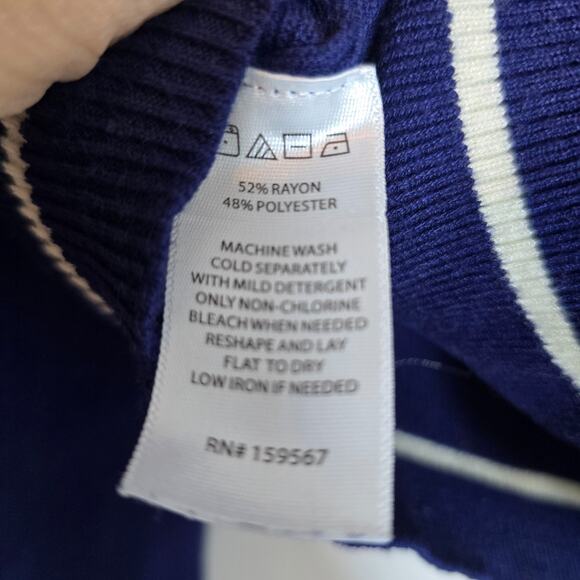 52% RAYON
48% POLYESTER
MACHINE WASH
COLD SEPARATELY
WITH MILD DETERGENT
ONLY NON-CHLORINE
BLEACH WHEN NEEDED
RESHAPE AND LAY
FLAT TO DRY
LOW IRON IF NEEDED
RN# 159567